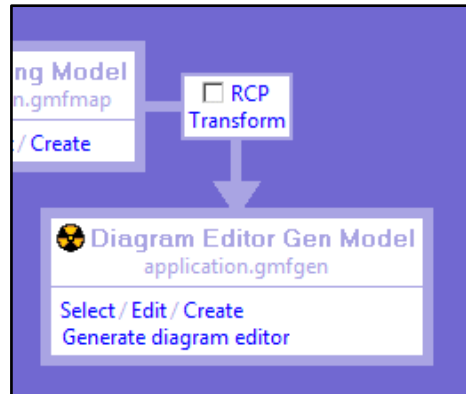 ng Model
n.gmfmap
/ Create
RCP
Transform
Diagram Editor Gen Model
application.gmfgen
Select / Edit / Create
Generate diagram editor